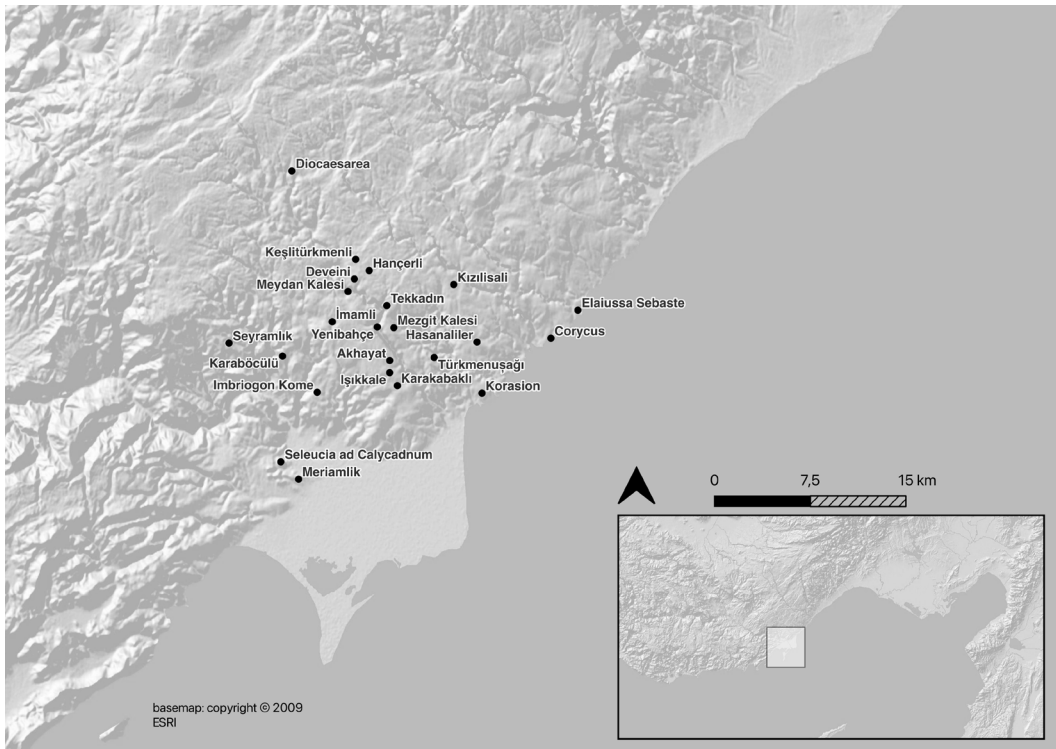 Diocaesarea
Keşlitürkmenli
Hançerli
Deveini
Meydan Kalesi
Kızılisali
Tekkadın
Elaiussa Sebaste
İmamli
Mezgit Kalesi
Yenibahçe
Hasanaliler
Corycus
Seyramlık
Karaböcülü
Akhayat
Türkmenuşağı
Işıkkale
Karakabaklı
Imbriogon Kome
Korasion
Seleucia ad Calycadnum
Meriamlik
0 7,5 15 km
basemap: copyright © 2009
ESRI